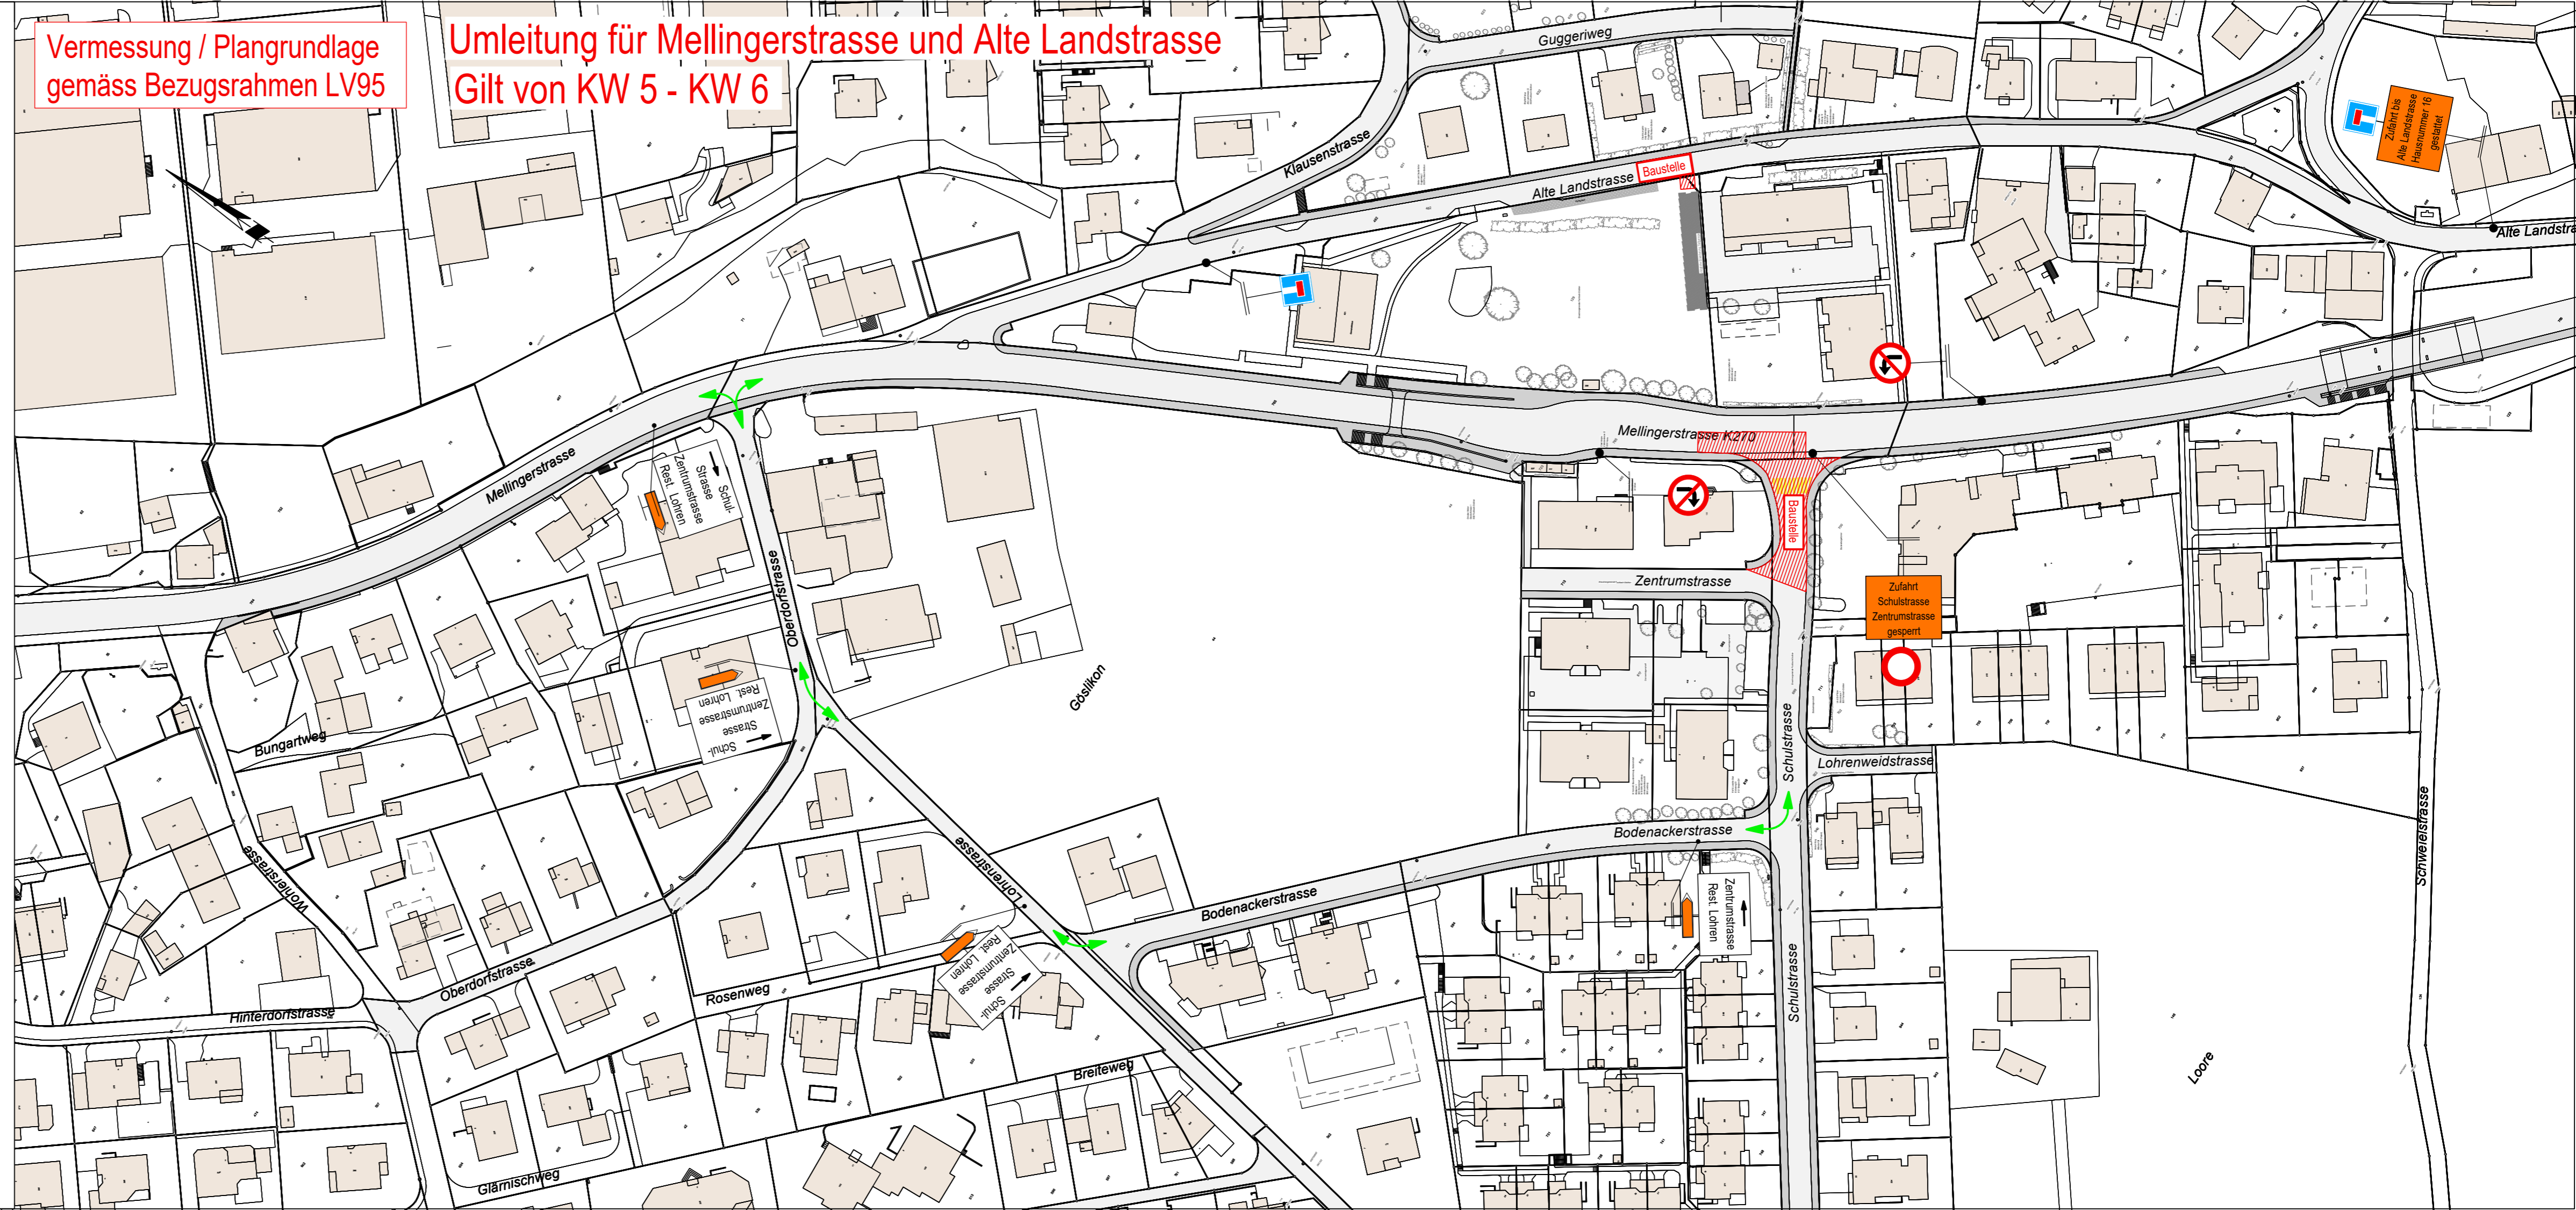 Vermessung / Plangrundlage
gemäss Bezugsrahmen LV95
Umleitung für Mellingerstrasse und Alte Landstrasse
Gilt von KW 5 - KW 6
Guggeriweg
Klausenstrasse
Alte Landstrasse
Baustelle
Zufahrt bis
Alte Landstrasse
Hausnummer 16
gestattet
Alte Landstra
Mellingerstrasse K270
Mellingerstrasse
Schul-
Strasse
Zentrumstrasse
Rest. Lohren
Oberdorfstrasse
Baustelle
Zentrumstrasse
Zufahrt
Schulstrasse
Zentrumstrasse
gesperrt
Göslikon
Schul-
Strasse
Zentrumstrasse
Rest. Lohren
Bungartweg
Schulstrasse
Lohrenweidstrasse
Bodenackerstrasse
Schweielstrasse
Wohlerstrasse
Lohrenstrasse
Bodenackerstrasse
Zentrumstrasse
Rest. Lohren
Oberdorfstrasse
Rosenweg
Schul-
Strasse
Zentrumstrasse
Rest. Lohren
Schulstrasse
Hinterdorfstrasse
Breiteweg
Loore
Glärnischweg